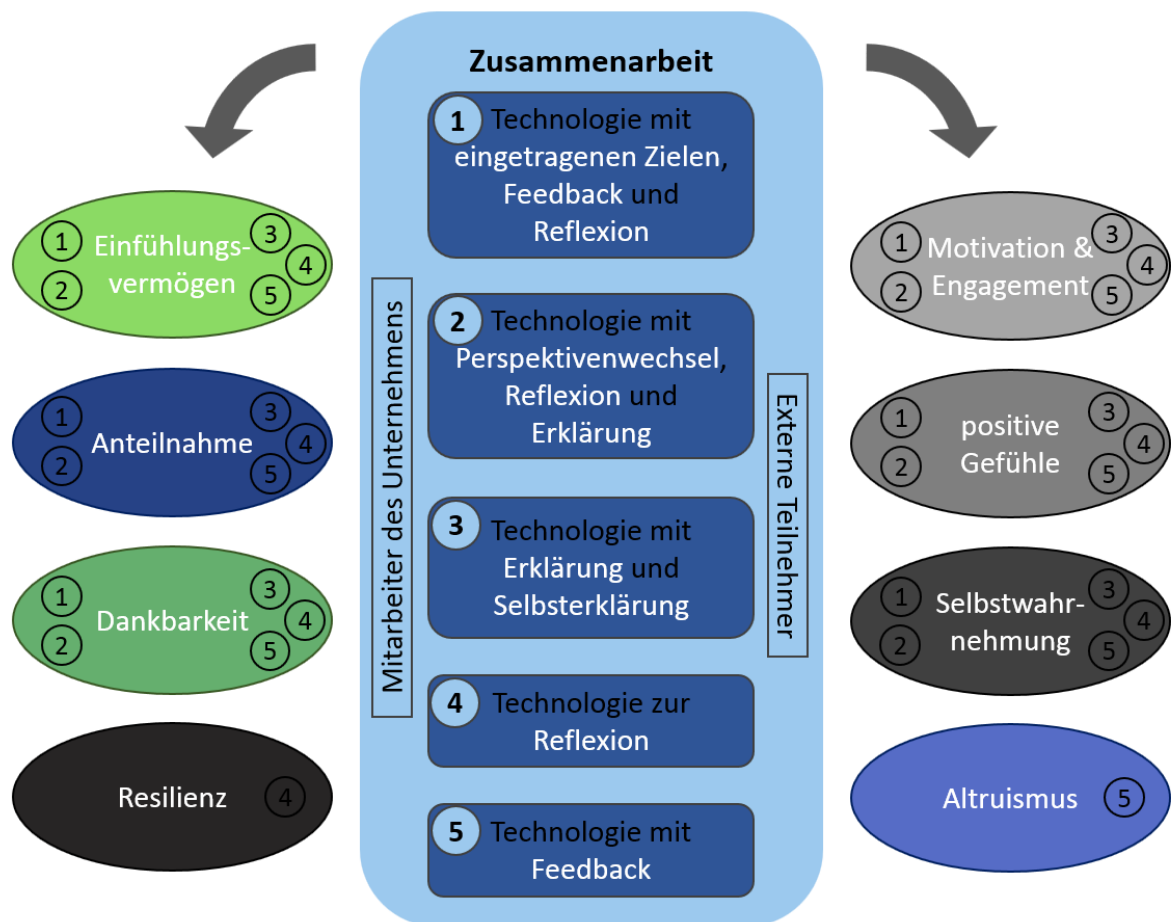 Zusammenarbeit
1 Technologie mit
eingetragenen Zielen,
Feedback und
Reflexion
2 Technologie mit
Perspektivenwechsel,
Reflexion und
Erklärung
3 Technologie mit
Erklärung und
Selbsterklärung
4 Technologie zur
Reflexion
5 Technologie mit
Feedback
Mitarbeiter des Unternehmens
Externe Teilnehmer
1 2 Einfühlungs-
vermögen 3 4 5
1 2 Anteilnahme 3 4 5
1 2 Dankbarkeit 3 4 5
Resilienz 4
1 2 Motivation &
Engagement 3 4 5
1 2 positive
Gefühle 3 4 5
1 2 Selbstwahr-
nehmung 3 4 5
Altruismus 5